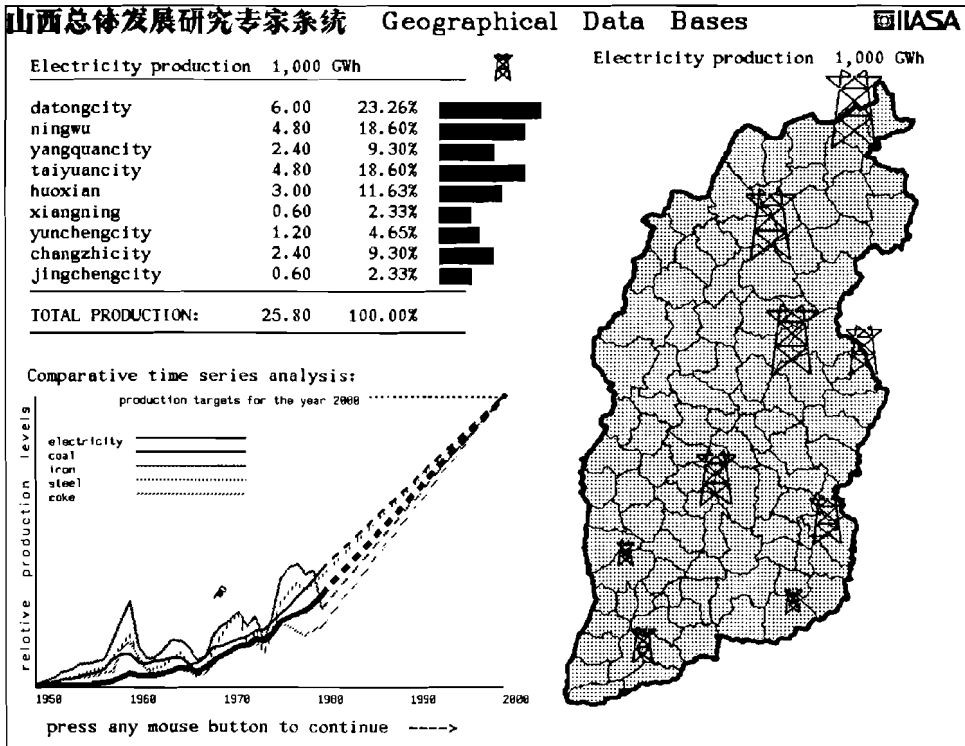 山西总体发展研究专家系统 Geographical Data Bases IIASA
Electricity production 1,000 GWh
datongcity 6.00 23.26%
ningwu 4.80 18.60%
yangquancity 2.40 9.30%
taiyuancity 4.80 18.60%
huoxian 3.00 11.63%
xiangning 0.60 2.33%
yunchengcity 1.20 4.65%
changzhicity 2.40 9.30%
jingchengcity 0.60 2.33%
TOTAL PRODUCTION: 25.80 100.00%
Comparative time series analysis:
production targets for the year 2000
relative production levels
electricity
coal
iron
steel
coke
1950 1960 1970 1980 1990 2000
press any mouse button to continue ---->
Electricity production 1,000 GWh